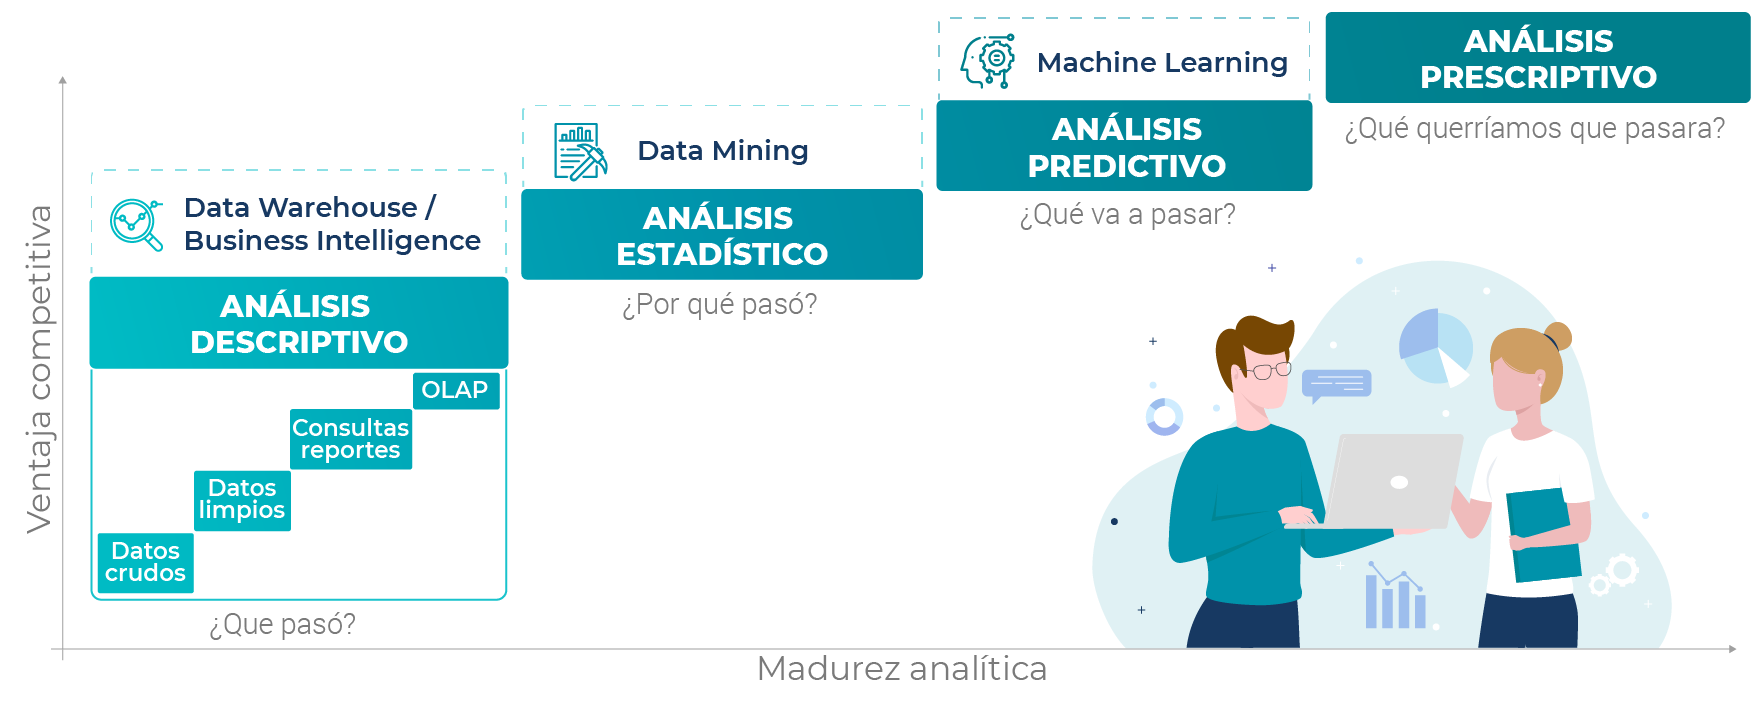 Ventaja competitiva
Data Warehouse /
Business Intelligence
ANÁLISIS
DESCRIPTIVO
OLAP
Consultas
reportes
Datos
limpios
Datos
crudos
¿Que pasó?
Data Mining
ANÁLISIS
ESTADÍSTICO
¿Por qué pasó?
Machine Learning
ANÁLISIS
PREDICTIVO
¿Qué va a pasar?
ANÁLISIS
PRESCRIPTIVO
¿Qué querríamos que pasara?
Madurez analítica